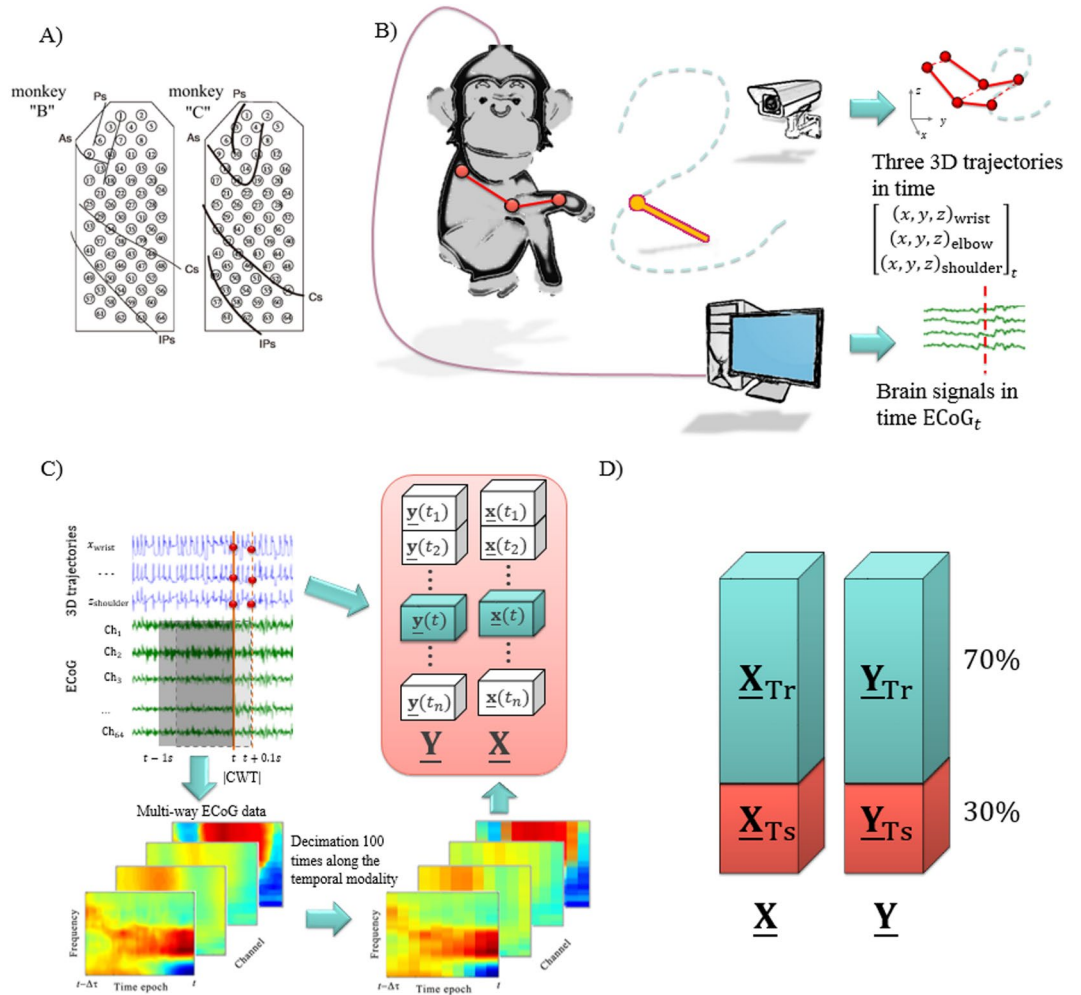 A)
monkey
"B"
monkey
"C"
Ps
Ps
As
As
Cs
Cs
IPs
IPs
B)
z
y
x
Three 3D trajectories
in time
(x, y, z)wrist
(x, y, z)elbow
(x, y, z)shoulder t
Brain signals in
time ECoGt
C)
3D trajectories
xwrist
...
zshoulder
ECoG
Ch1
Ch2
Ch3
...
Ch64
t − 1s
t
t + 0.1s
|CWT|
y(t1)
x(t1)
y(t2)
x(t2)
y(t)
x(t)
y(tn)
x(tn)
Y
X
Multi-way ECoG data
Decimation 100
times along the
temporal modality
Frequency
Channel
t−Δτ
Time epoch
t
Frequency
Channel
t−Δτ
Time epoch
t
D)
XTr
YTr
70%
XTs
YTs
30%
X
Y